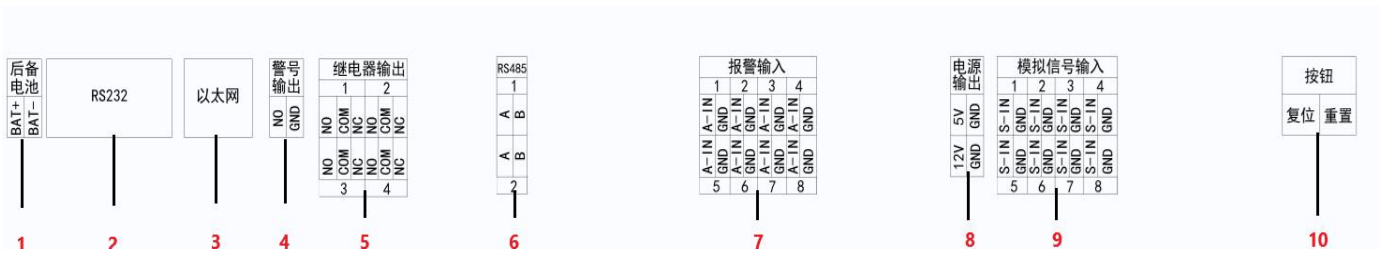 后备
电池
BAT+
BAT-
RS232
以太网
警号
输出
NO
GND
继电器输出
1 2
NO COM NC NO COM NC
NO COM NC NO COM NC
3 4
RS485
1
A B
A B
2
报警输入
1 2 3 4
A-IN GND A-IN GND A-IN GND A-IN GND
A-IN GND A-IN GND A-IN GND A-IN GND
5 6 7 8
电源
输出
5V GND
12V GND
模拟信号输入
1 2 3 4
S-IN GND S-IN GND S-IN GND S-IN GND
S-IN GND S-IN GND S-IN GND S-IN GND
5 6 7 8
按钮
复位 重置
1 2 3 4 5 6 7 8 9 10